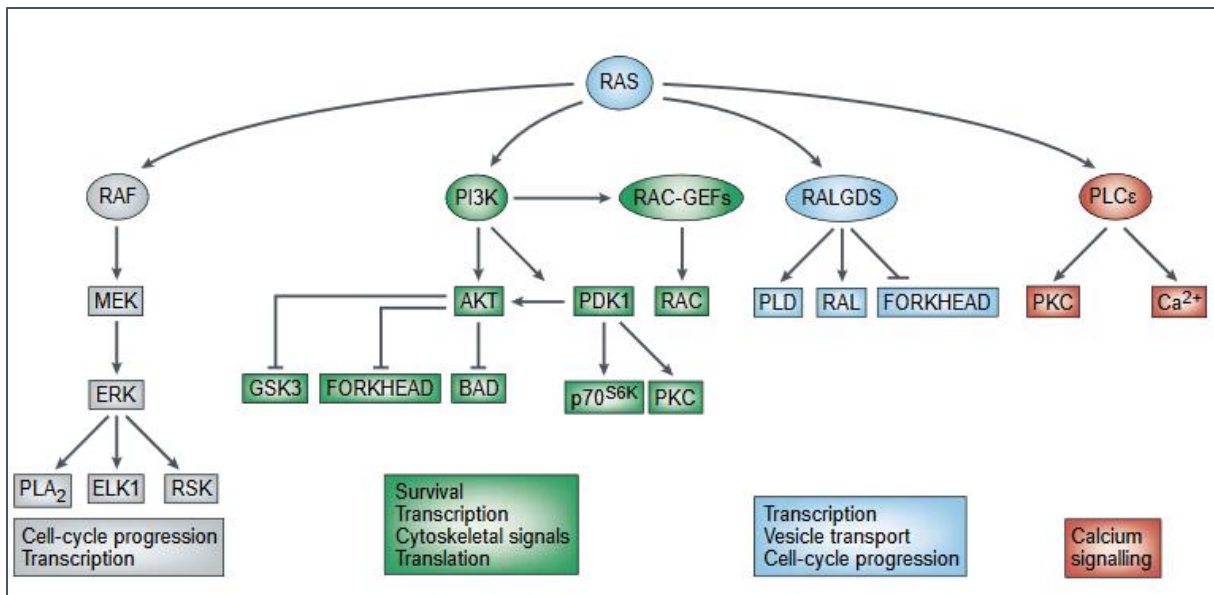 RAS
RAF
PI3K
RAC-GEFs
RALGDS
PLCε
MEK
AKT
PDK1
RAC
PLD
RAL
FORKHEAD
PKC
Ca2+
ERK
GSK3
FORKHEAD
BAD
p70S6K
PKC
PLA2
ELK1
RSK
Cell-cycle progression
Transcription
Survival
Transcription
Cytoskeletal signals
Translation
Transcription
Vesicle transport
Cell-cycle progression
Calcium
signalling